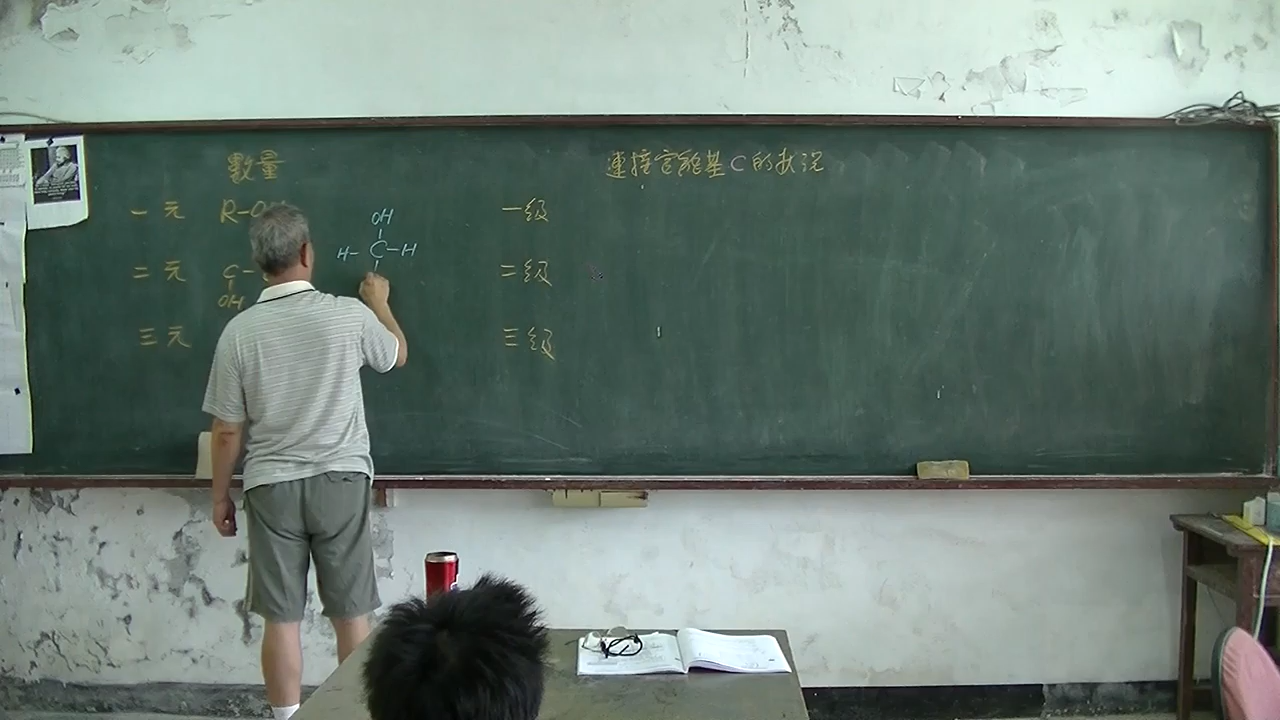 數量
一元 R-OH
二元 C-
OH
三元
OH
H-C-H
連接官能基C的狀況
一級
二級
三級